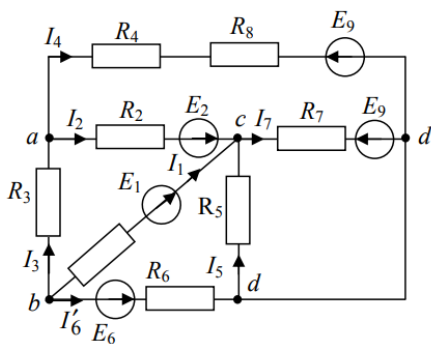 I₄ R₄ R₈ E₉
a I₂ R₂ E₂ c I₇ R₇ E₉ d
R₃ I₁ E₁ R₅
I₃ R₆ I₅ d
b I′₆ E₆